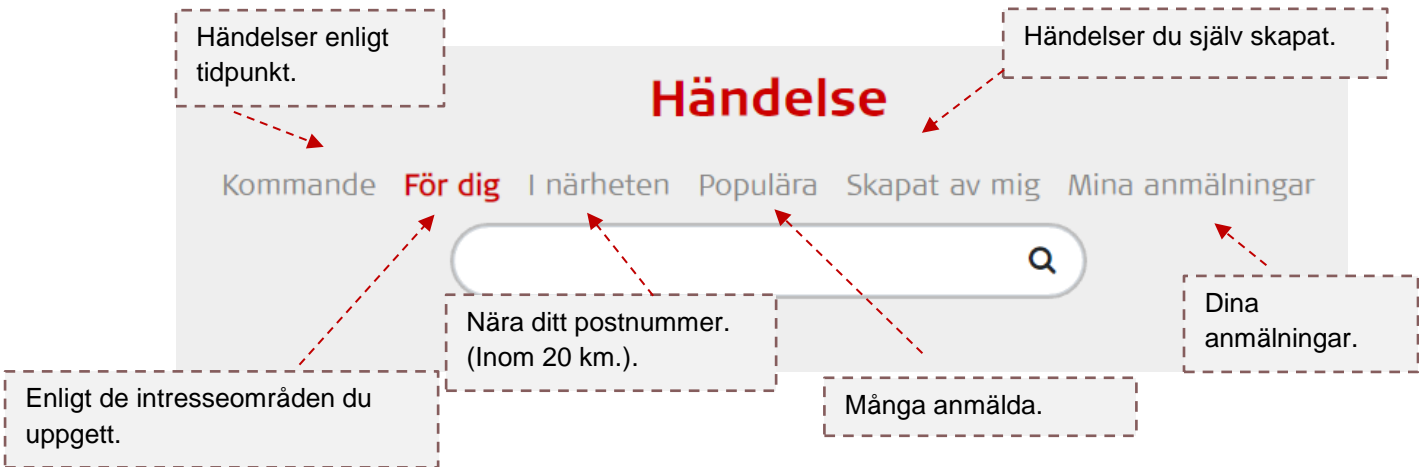 Händelser enligt
tidpunkt.
Händelser du själv skapat.
Händelse
Kommande För dig I närheten Populära Skapat av mig Mina anmälningar
Nära ditt postnummer.
(Inom 20 km.).
Dina
anmälningar.
Enligt de intresseområden du
uppgett.
Många anmälda.